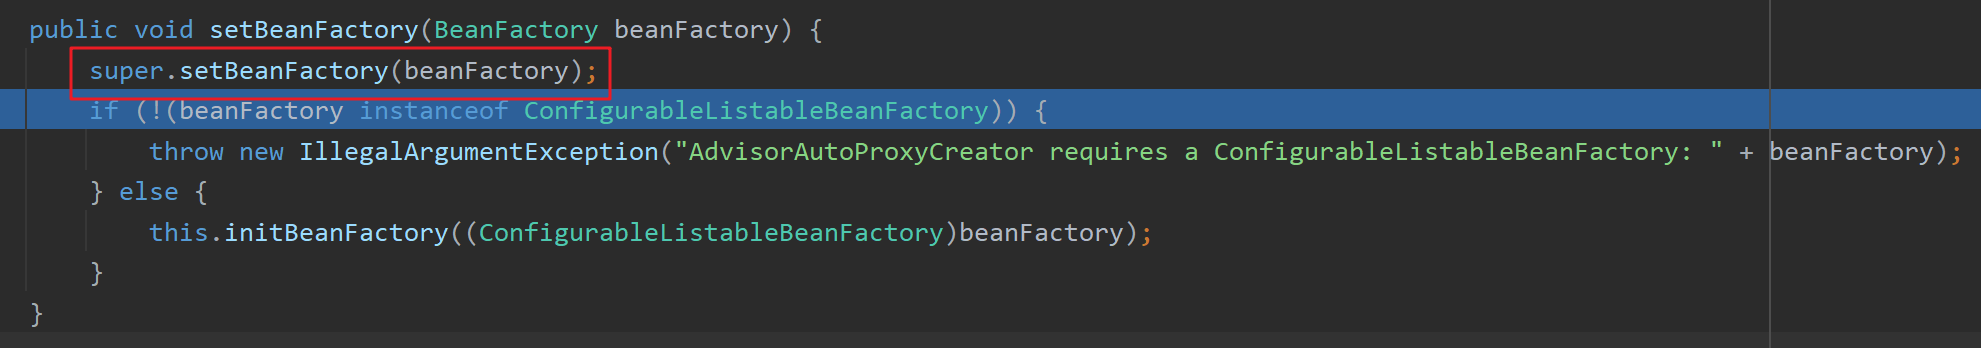 public void setBeanFactory(BeanFactory beanFactory) {
super.setBeanFactory(beanFactory);
if (!(beanFactory instanceof ConfigurableListableBeanFactory)) {
throw new IllegalArgumentException("AdvisorAutoProxyCreator requires a ConfigurableListableBeanFactory: " + beanFactory);
} else {
this.initBeanFactory((ConfigurableListableBeanFactory)beanFactory);
}
}